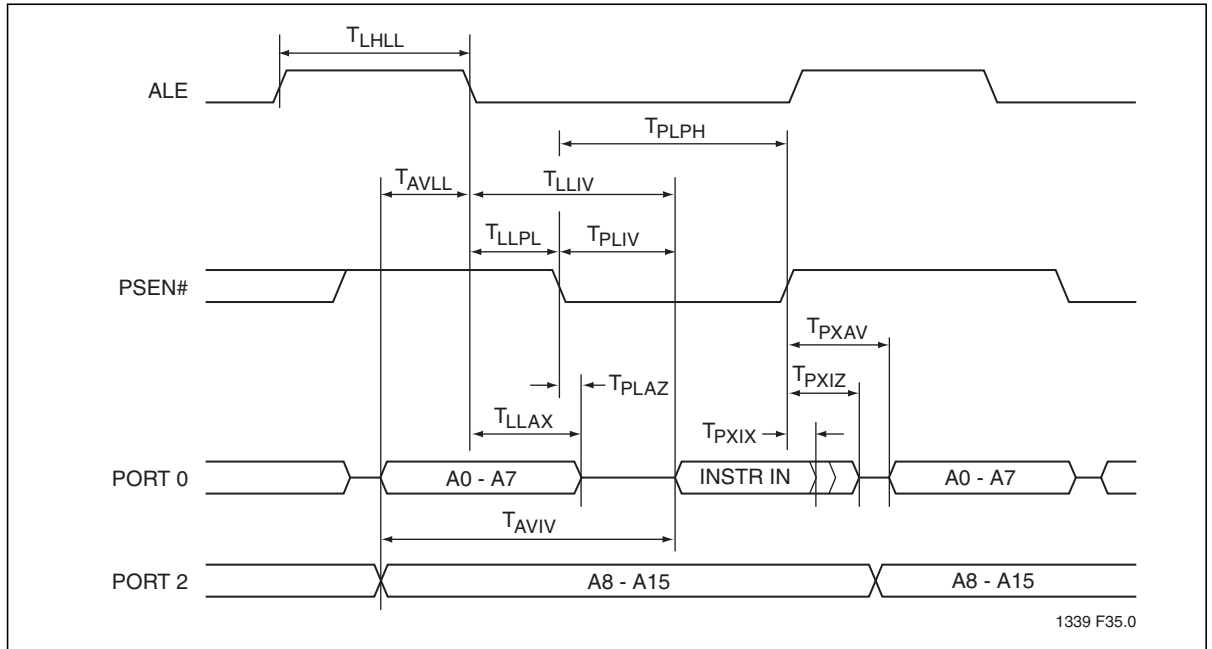 TLHLL
ALE
TPLPH
TAVLL
TLLIV
TLLPL
TPLIV
PSEN#
TPXAV
TPXIZ
TPLAZ
TLLAX
TPXIX
PORT 0
A0 - A7
INSTR IN
A0 - A7
TAVIV
PORT 2
A8 - A15
A8 - A15
1339 F35.0